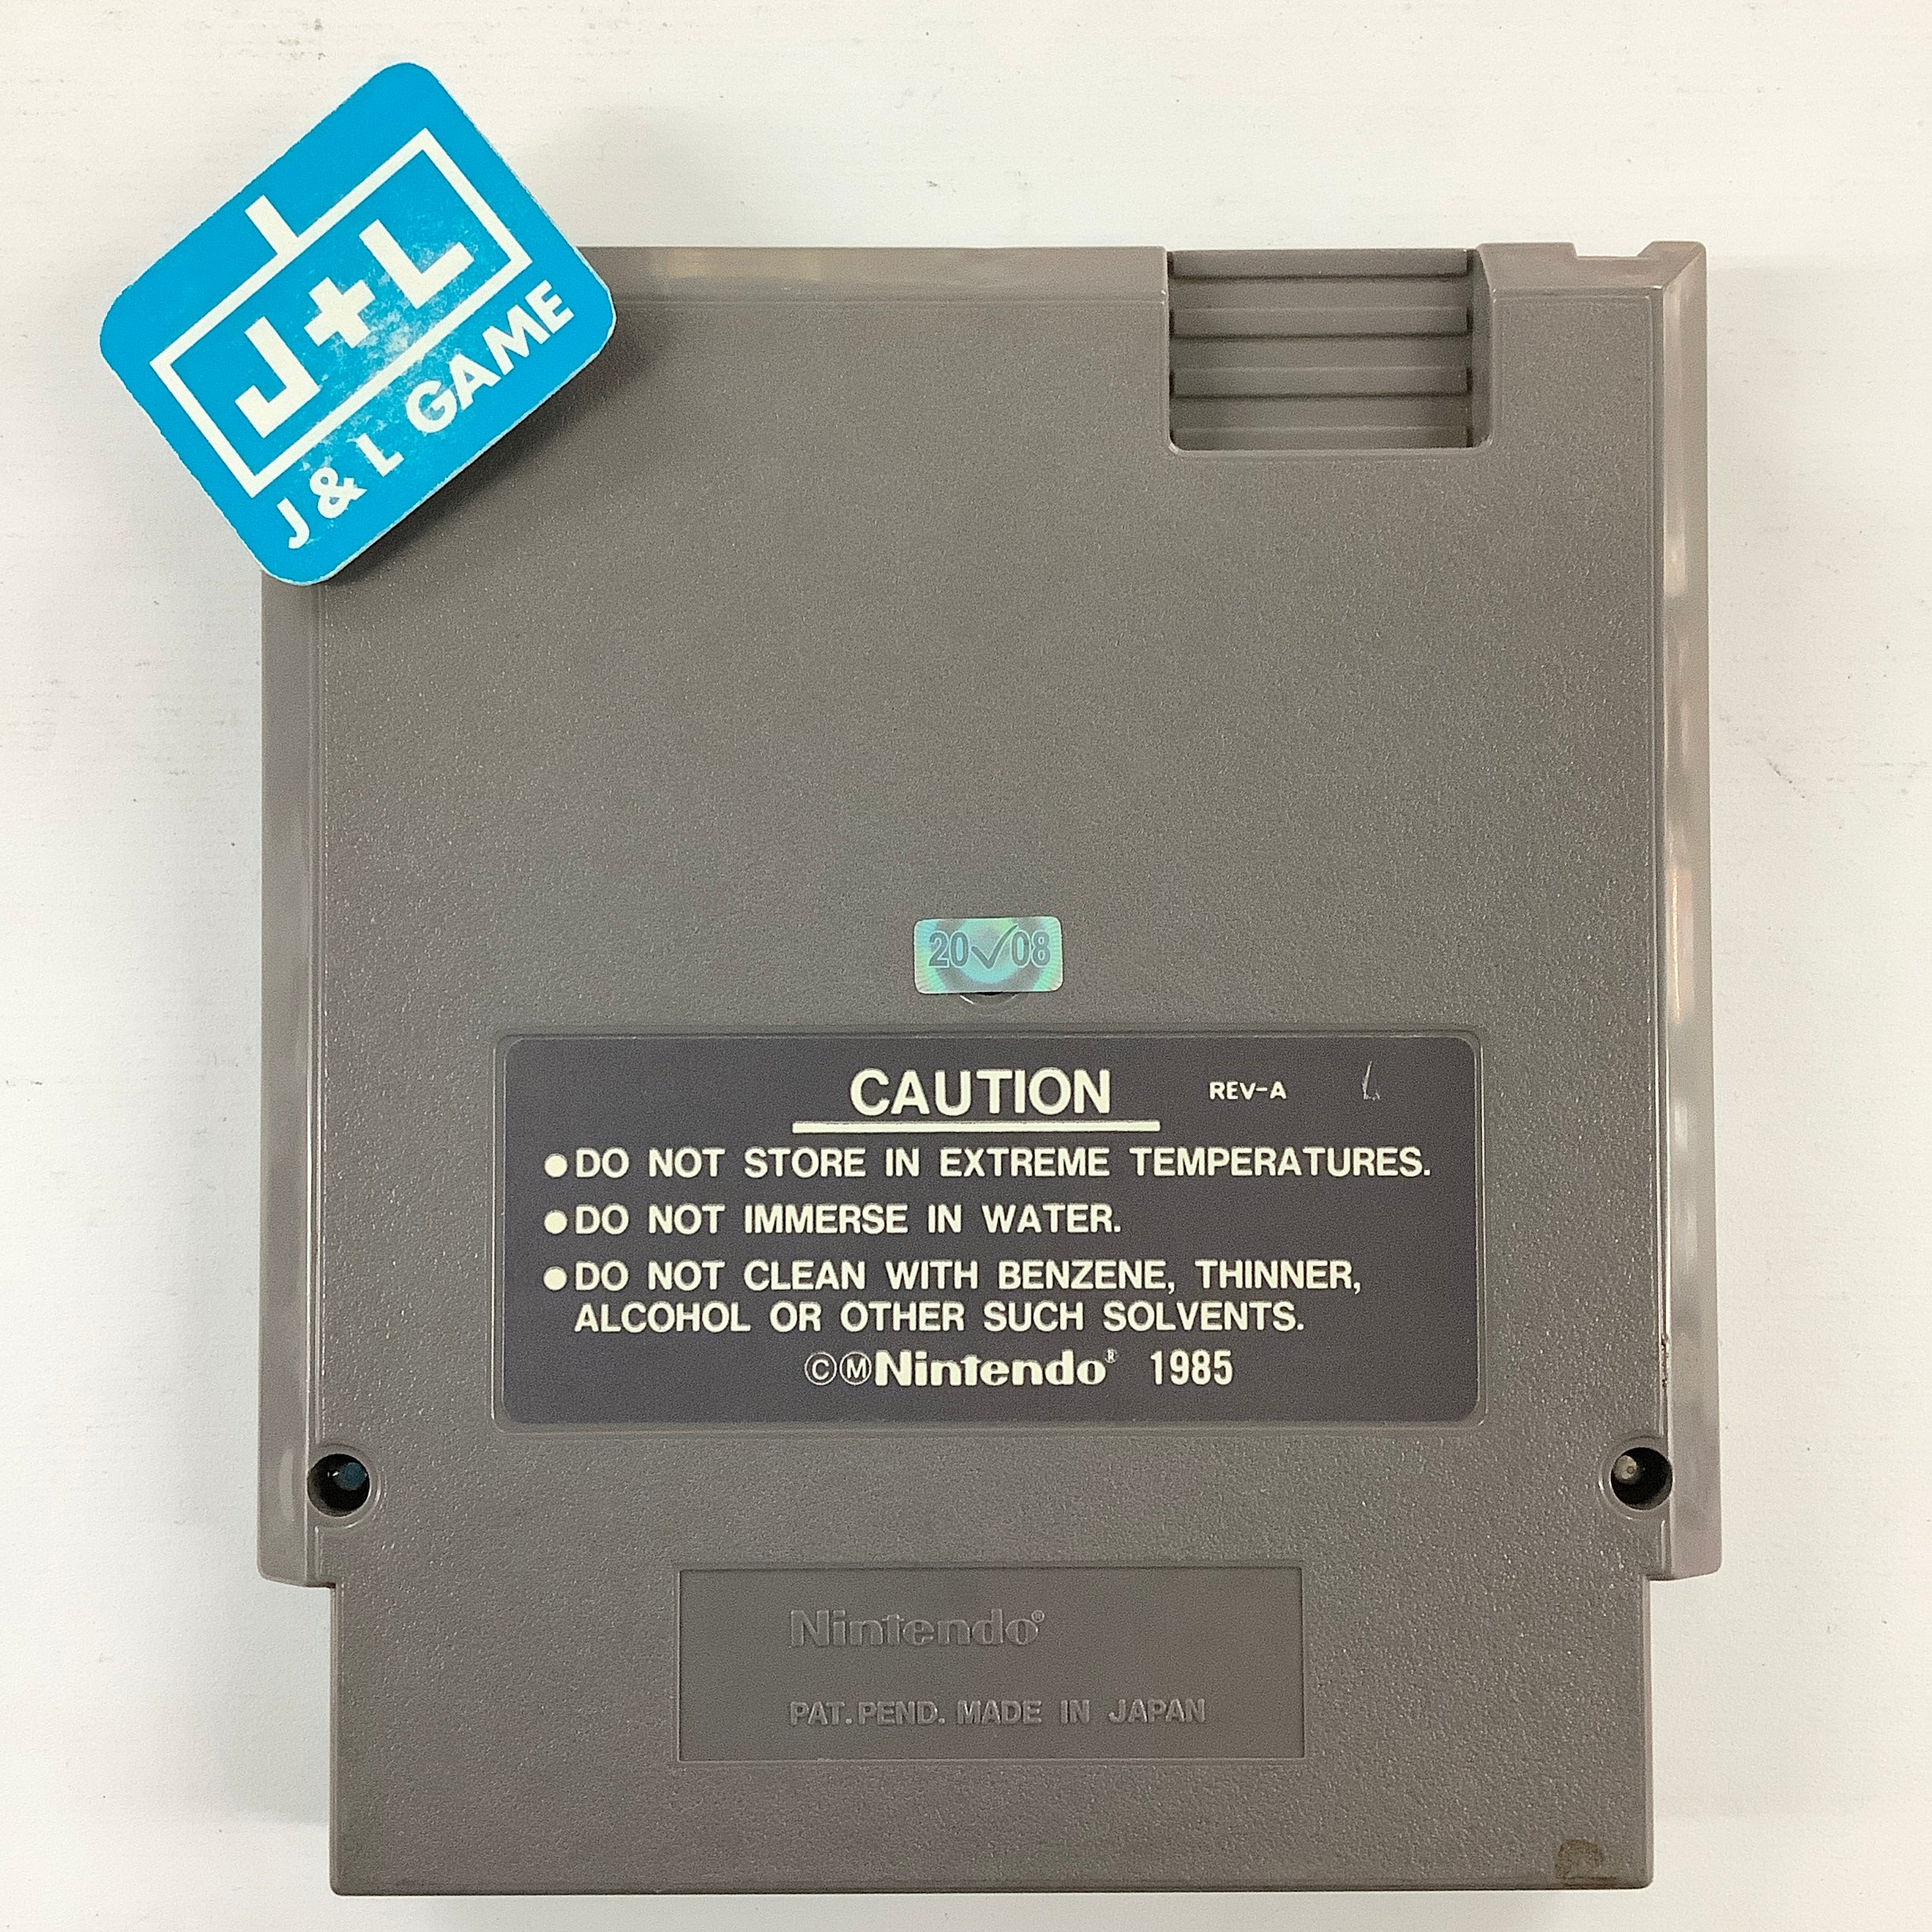 J+L
J & L GAME
20✓08
CAUTION REV-A
●DO NOT STORE IN EXTREME TEMPERATURES.
●DO NOT IMMERSE IN WATER.
●DO NOT CLEAN WITH BENZENE, THINNER,
ALCOHOL OR OTHER SUCH SOLVENTS.
ⒸⓂNintendo® 1985
Nintendo®
PAT. PEND. MADE IN JAPAN